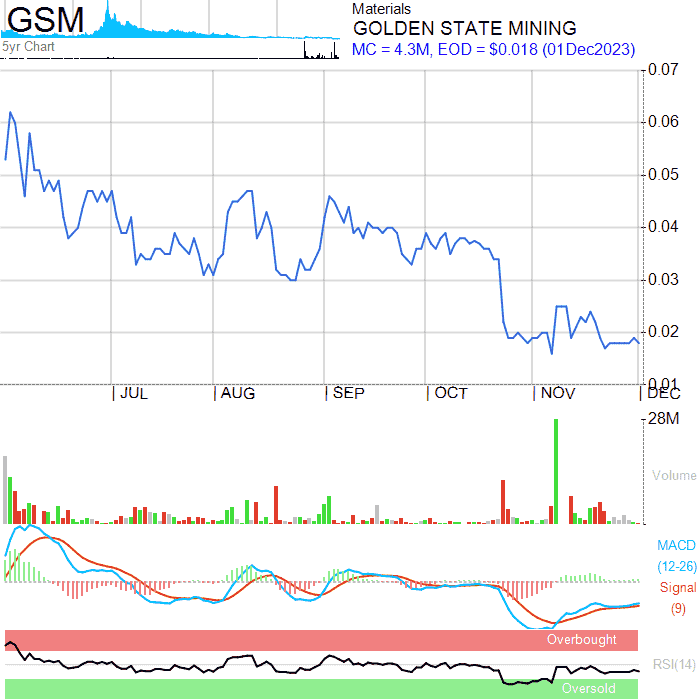 GSM
5yr Chart
Materials
GOLDEN STATE MINING
MC = 4.3M, EOD = $0.018 (01Dec2023)
0.07
0.06
0.05
0.04
0.03
0.02
0.01
JUL AUG SEP OCT NOV DEC
28M
Volume
MACD
(12-26)
Signal
(9)
Overbought
RSI(14)
Oversold